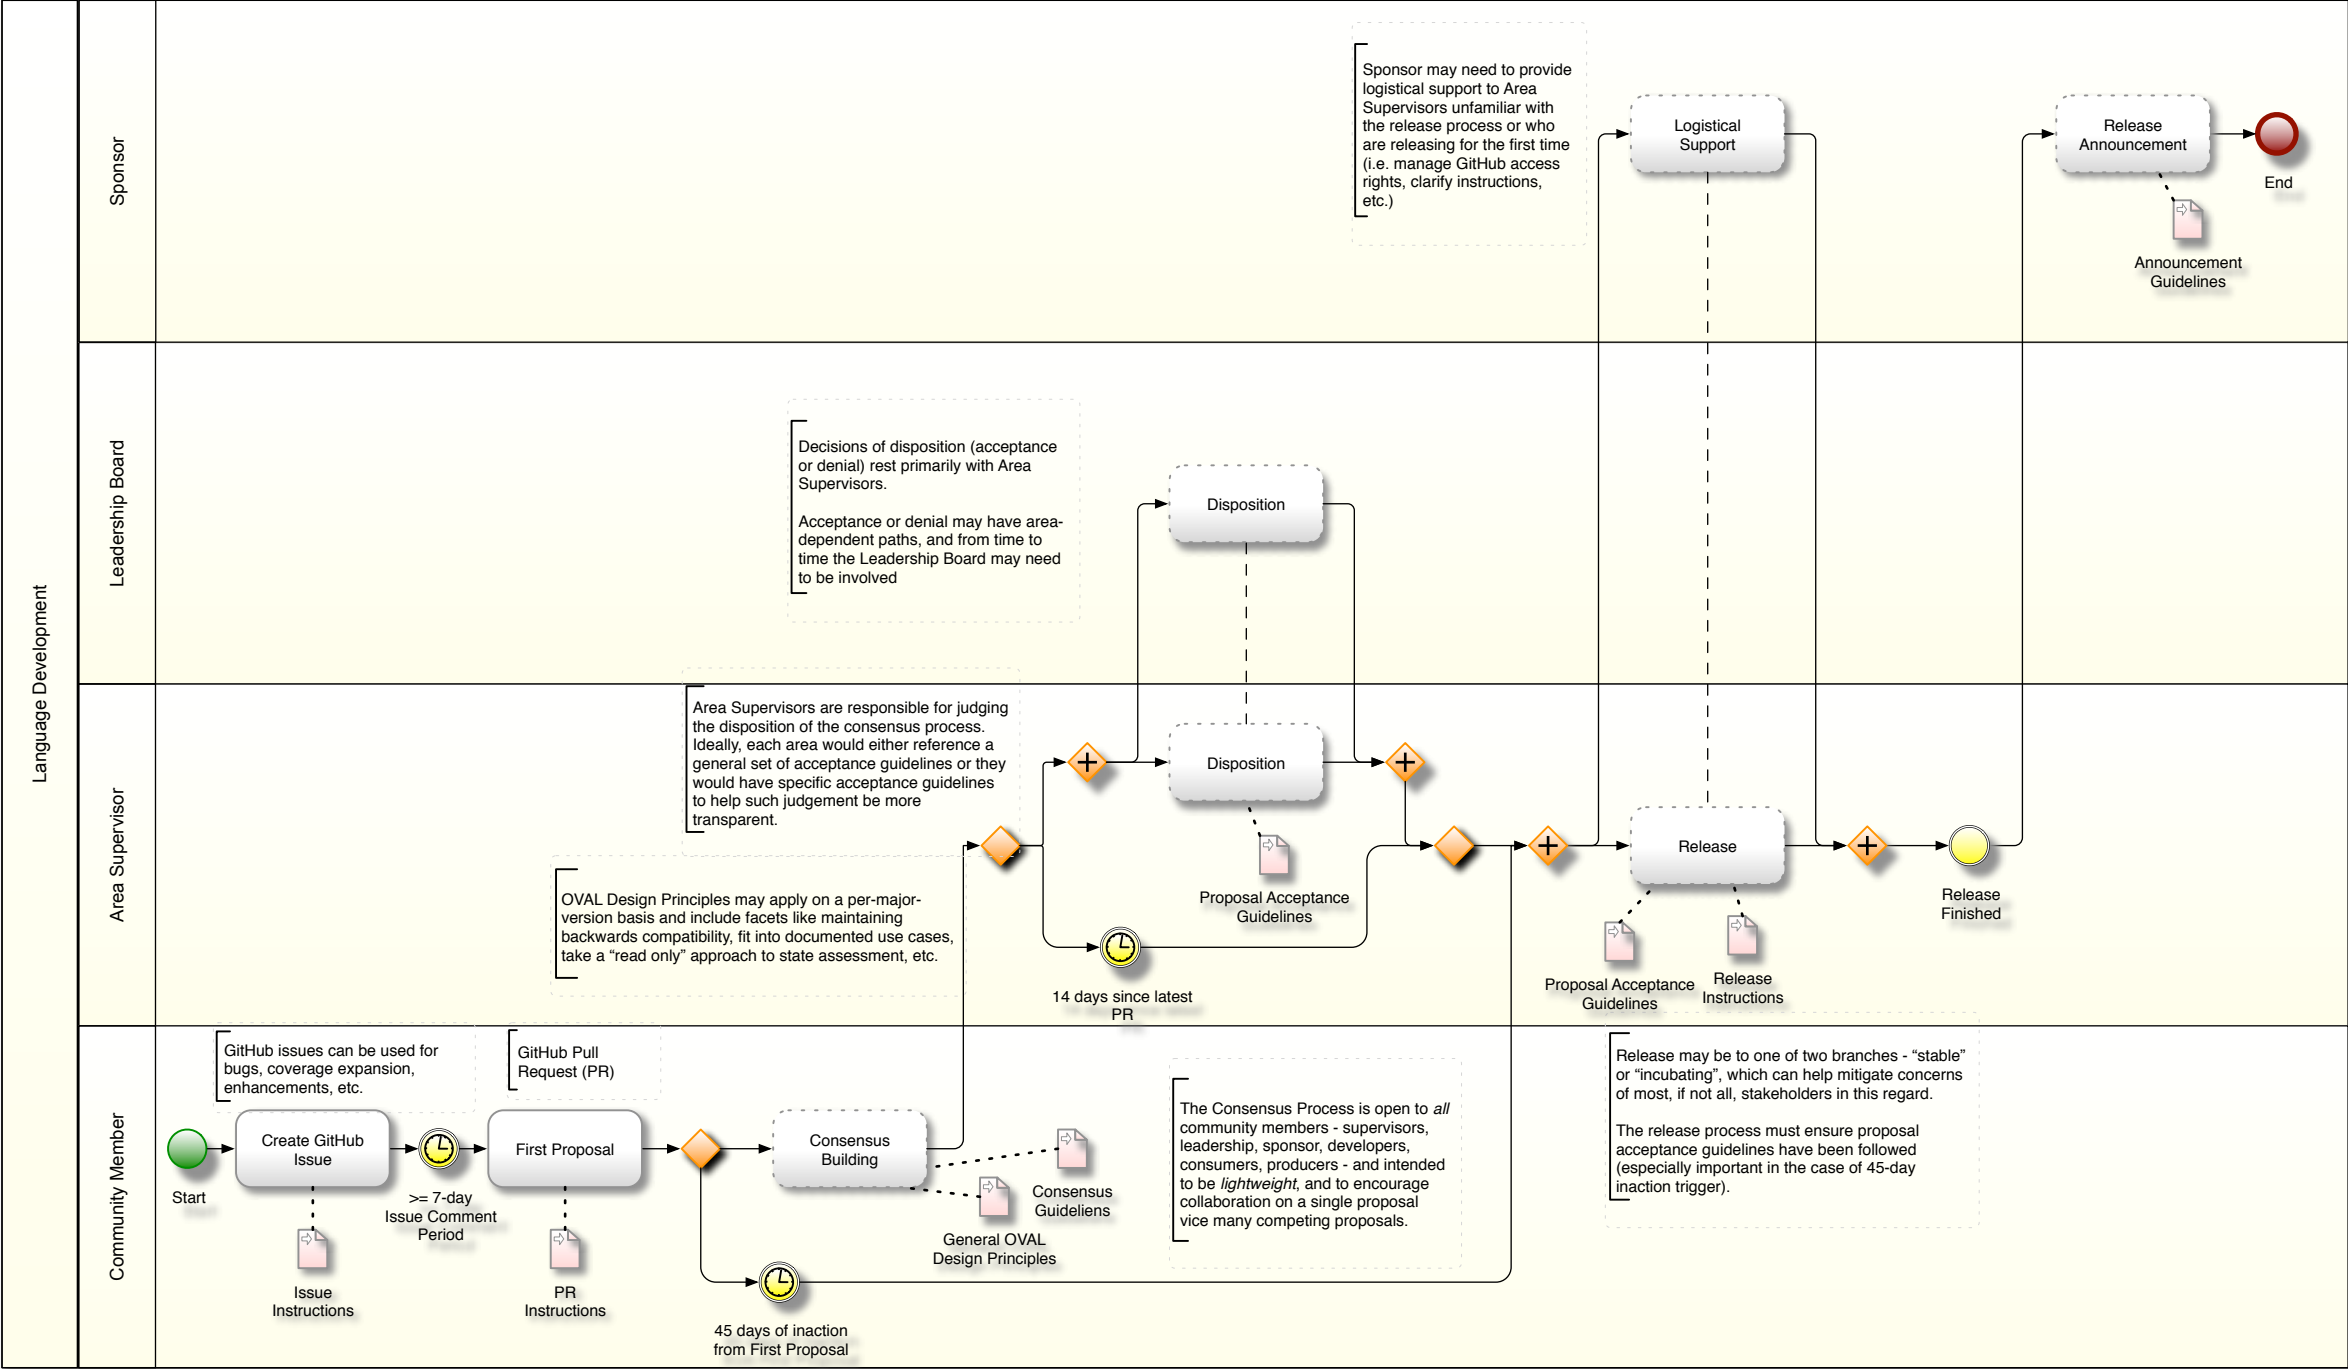 Language Development
Sponsor
Sponsor may need to provide
logistical support to Area
Supervisors unfamiliar with
the release process or who
are releasing for the first time
(i.e. manage GitHub access
rights, clarify instructions,
etc.)
Logistical
Support
Release
Announcement
End
Announcement
Guidelines
Leadership Board
Decisions of disposition (acceptance
or denial) rest primarily with Area
Supervisors.
Acceptance or denial may have area-
dependent paths, and from time to
time the Leadership Board may need
to be involved
Disposition
Area Supervisor
Area Supervisors are responsible for judging
the disposition of the consensus process.
Ideally, each area would either reference a
general set of acceptance guidelines or they
would have specific acceptance guidelines
to help such judgement be more
transparent.
OVAL Design Principles may apply on a per-major-
version basis and include facets like maintaining
backwards compatibility, fit into documented use cases,
take a “read only” approach to state assessment, etc.
Disposition
Proposal Acceptance
Guidelines
14 days since latest
PR
Release
Proposal Acceptance
Guidelines
Release
Instructions
Release
Finished
Community Member
GitHub issues can be used for
bugs, coverage expansion,
enhancements, etc.
GitHub Pull
Request (PR)
Start
Create GitHub
Issue
Issue
Instructions
>= 7-day
Issue Comment
Period
First Proposal
PR
Instructions
Consensus
Building
Consensus
Guideliens
General OVAL
Design Principles
45 days of inaction
from First Proposal
The Consensus Process is open to all
community members - supervisors,
leadership, sponsor, developers,
consumers, producers - and intended
to be lightweight, and to encourage
collaboration on a single proposal
vice many competing proposals.
Release may be to one of two branches - “stable”
or “incubating”, which can help mitigate concerns
of most, if not all, stakeholders in this regard.
The release process must ensure proposal
acceptance guidelines have been followed
(especially important in the case of 45-day
inaction trigger).